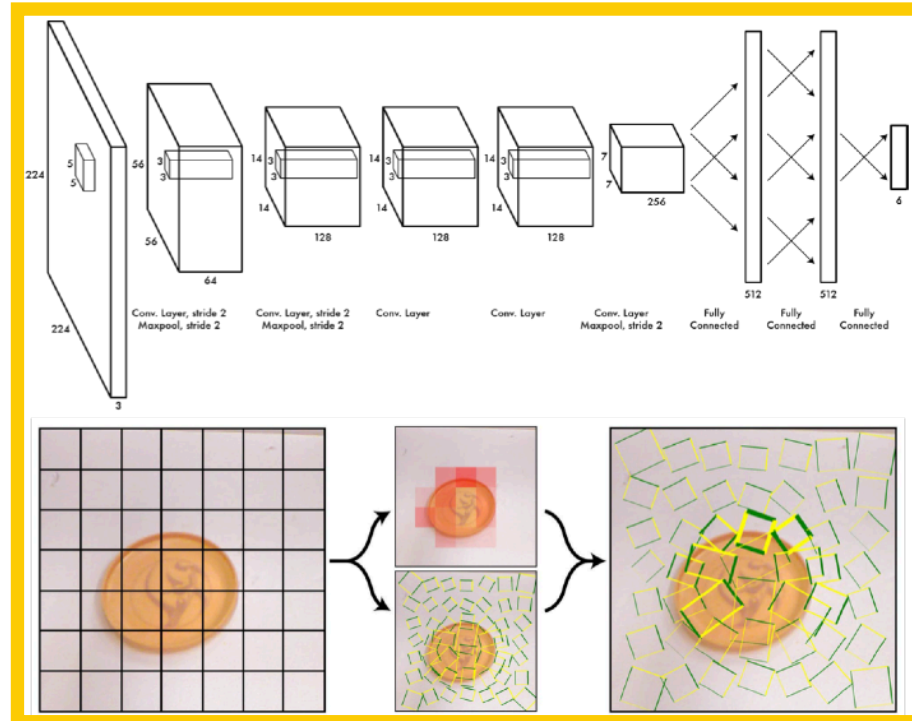 224
5
5
224
3
56
3
3
56
64
14
3
3
14
128
14
3
3
14
128
14
3
3
14
128
7
7
256
512
512
6
Conv. Layer, stride 2
Maxpool, stride 2
Conv. Layer, stride 2
Maxpool, stride 2
Conv. Layer
Conv. Layer
Conv. Layer
Maxpool, stride 2
Fully
Connected
Fully
Connected
Fully
Connected